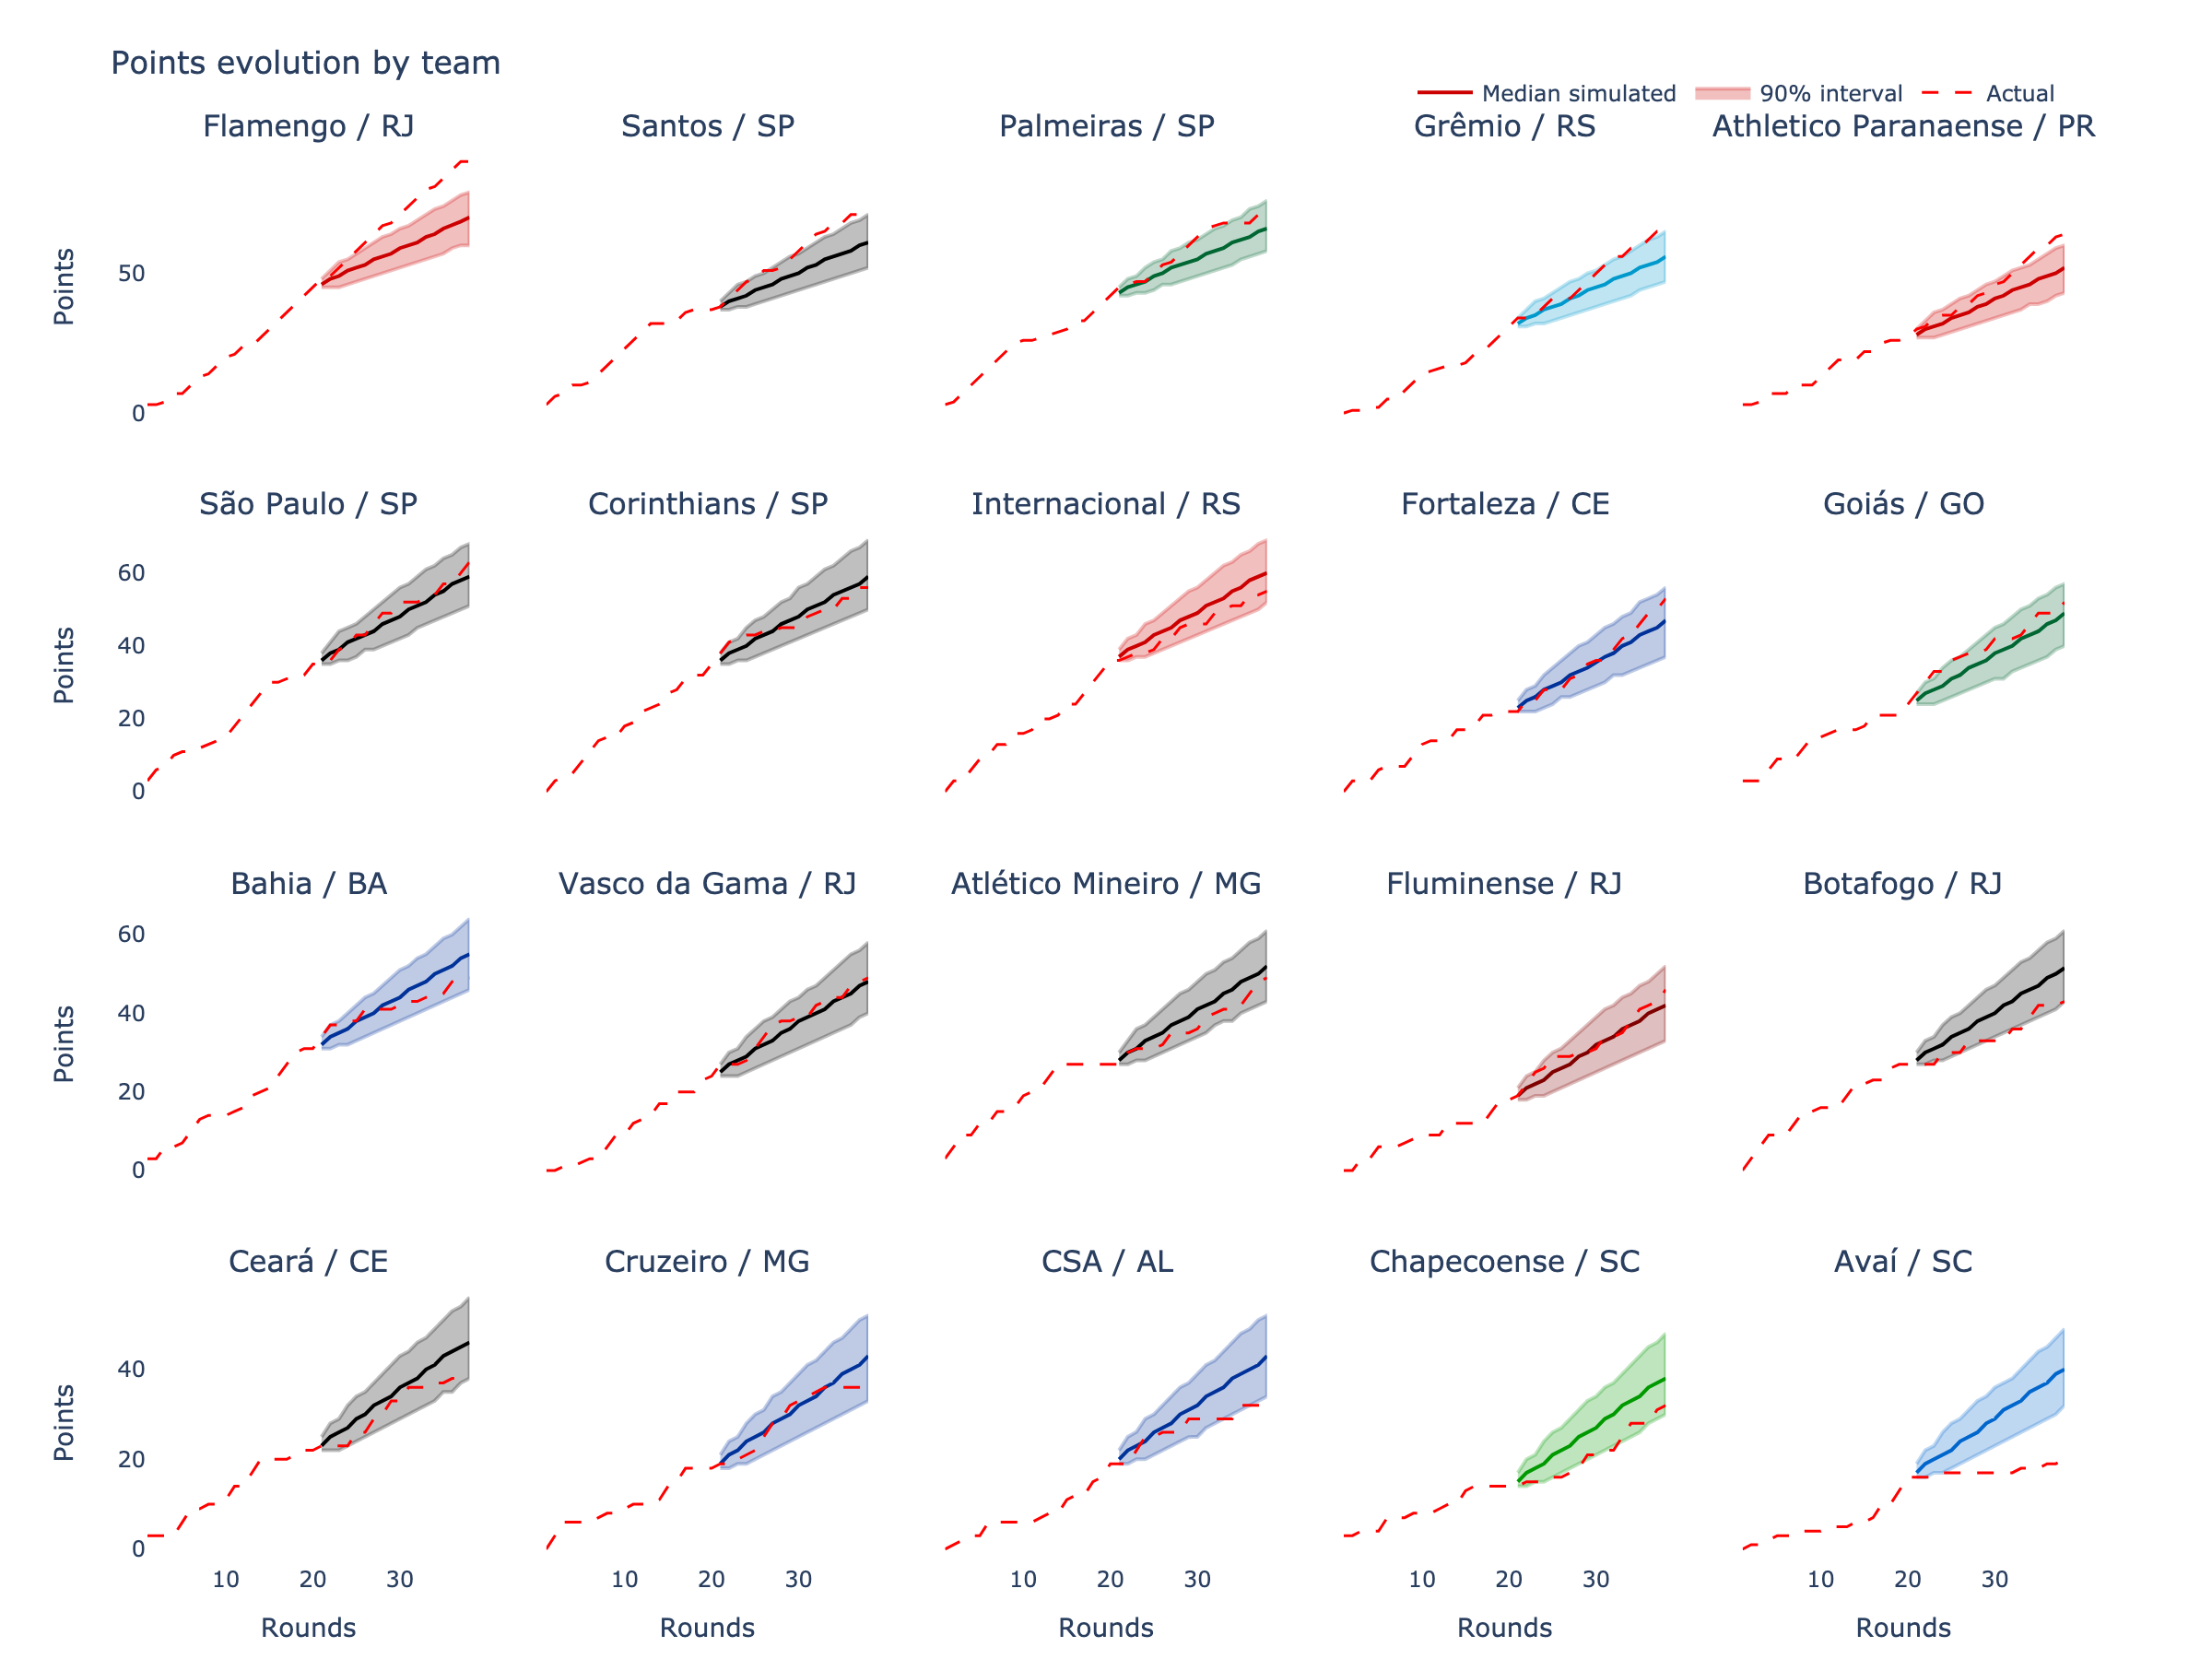 Points evolution by team
Median simulated 90% interval Actual
Flamengo / RJ Santos / SP Palmeiras / SP Grêmio / RS Athletico Paranaense / PR
Points
50
0
São Paulo / SP Corinthians / SP Internacional / RS Fortaleza / CE Goiás / GO
Points
60
40
20
0
Bahia / BA Vasco da Gama / RJ Atlético Mineiro / MG Fluminense / RJ Botafogo / RJ
Points
60
40
20
0
Ceará / CE Cruzeiro / MG CSA / AL Chapecoense / SC Avaí / SC
Points
40
20
0
10 20 30 10 20 30 10 20 30 10 20 30 10 20 30
Rounds Rounds Rounds Rounds Rounds